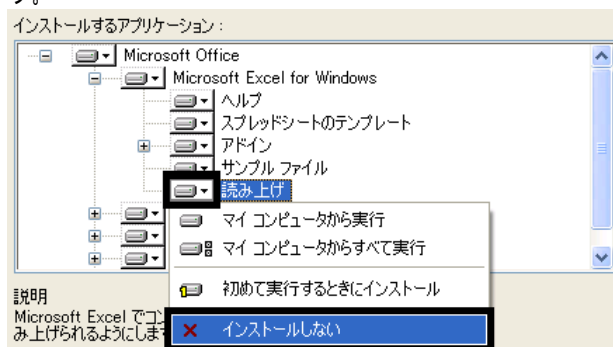 す。
インストールするアプリケーション :
Microsoft Office
Microsoft Excel for Windows
ヘルプ
スプレッドシートのテンプレート
アドイン
サンプル ファイル
読み上げ
マイ コンピュータから実行
マイ コンピュータからすべて実行
初めて実行するときにインストール
インストールしない
説明
Microsoft Excel でコン
み上げられるようにしま